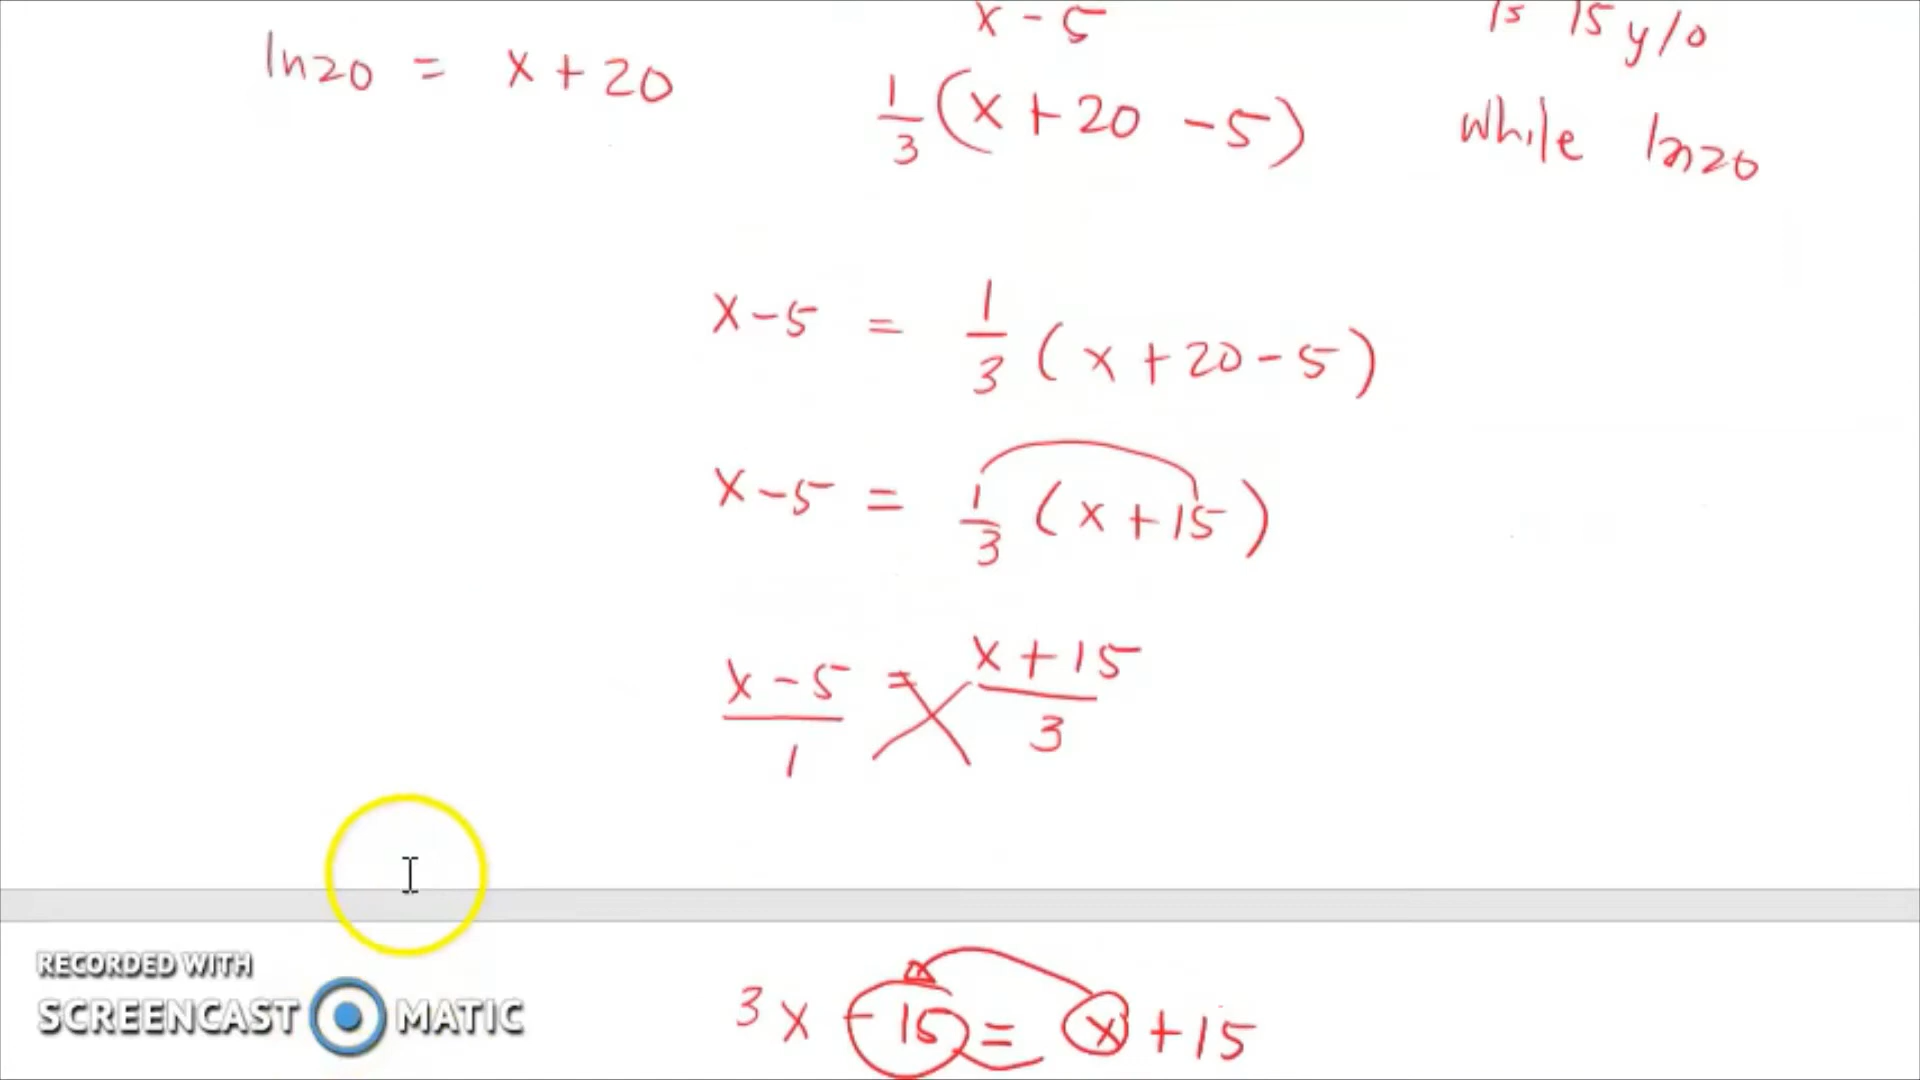 x - 5
is 15 y/o
ln20 = x + 20
1/3 (x + 20 - 5)
while ln20
x - 5 = 1/3 (x + 20 - 5)
x - 5 = 1/3 (x + 15)
x - 5 / 1 = x + 15 / 3
RECORDED WITH
SCREENCAST MATIC
3x - 15 = x + 15